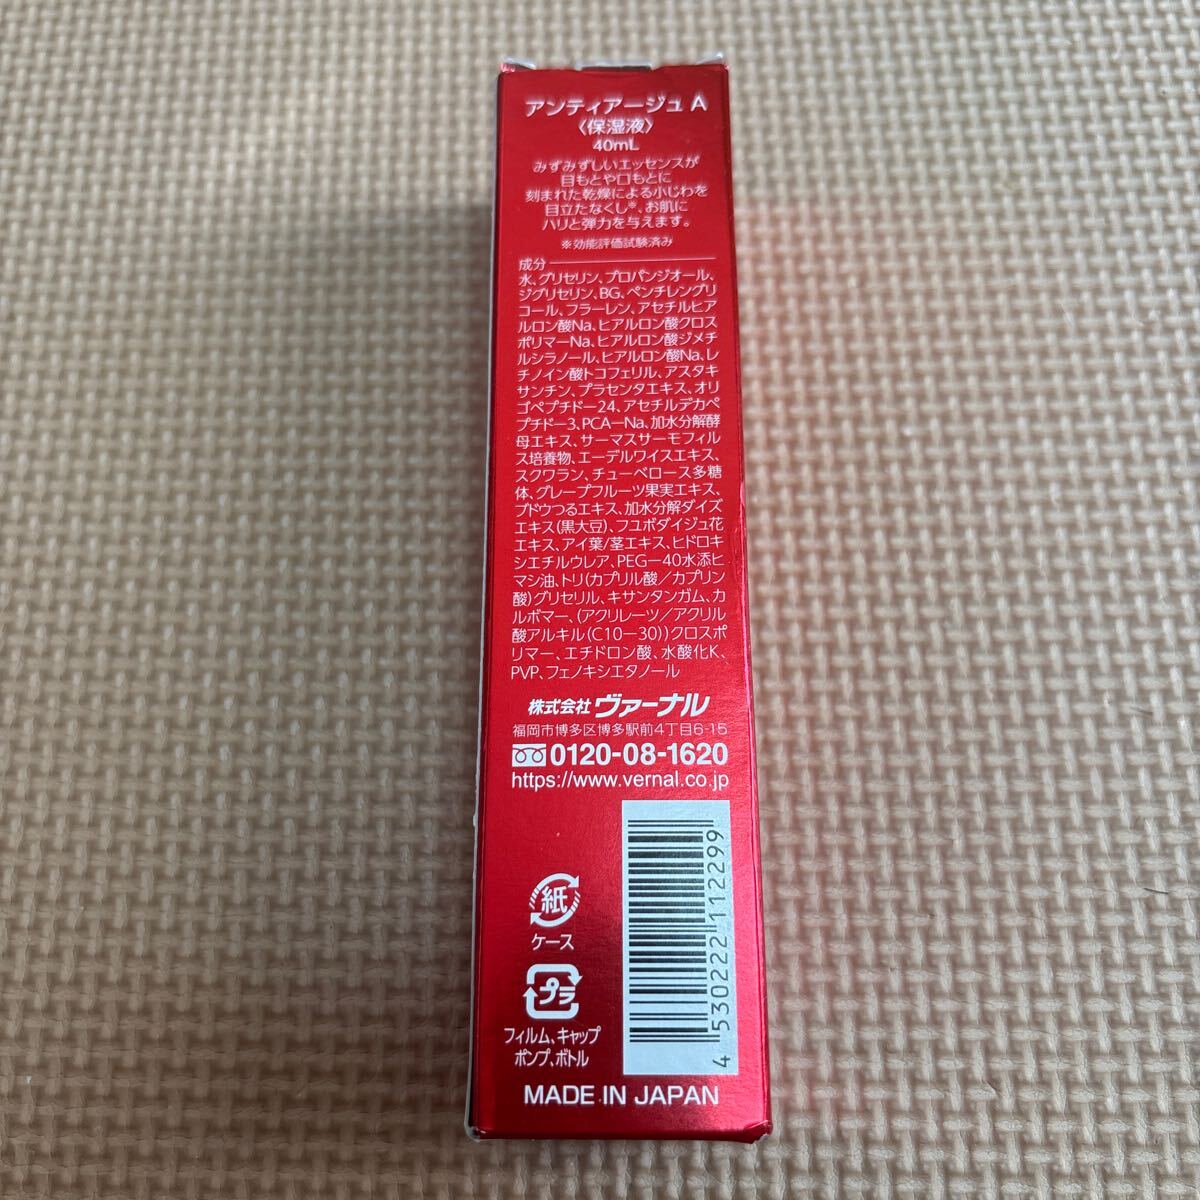 アンティアージュ A
〈保湿液〉
40mL
みずみずしいエッセンスが
目もとや口もとに
刻まれた乾燥による小じわを
目立たなくし※、お肌に
ハリと弾力を与えます。
※効能評価試験済み
成分
水、グリセリン、プロパンジオール、
ジグリセリン、BG、ペンチレングリ
コール、フラーレン、アセチルヒア
ルロン酸Na、ヒアルロン酸クロス
ポリマーNa、ヒアルロン酸ジメチ
ルシラノール、ヒアルロン酸Na、レ
チノイン酸トコフェリル、アスタキ
サンチン、プラセンタエキス、オリ
ゴペプチドー24、アセチルデカペ
プチドー3、PCAーNa、加水分解酵
母エキス、サーマスサーモフィル
ス培養物、エーデルワイスエキス、
スクワラン、チューベロース多糖
体、グレープフルーツ果実エキス、
ブドウつるエキス、加水分解ダイズ
エキス(黒大豆)、フユボダイジュ花
エキス、アイ葉/茎エキス、ヒドロキ
シエチルウレア、PEGー40水添ヒ
マシ油、トリ(カプリル酸／カプリン
酸)グリセリル、キサンタンガム、カ
ルボマー、(アクリレーツ／アクリル
酸アルキル(C10ー30))クロスポ
リマー、エチドロン酸、水酸化K、
PVP、フェノキシエタノール
株式会社 ヴァーナル
福岡市博多区博多駅前4丁目6-15
0120-08-1620
https://www.vernal.co.jp
紙
ケース
プラ
フィルム、キャップ
ポンプ、ボトル
4 530222 112299
MADE IN JAPAN